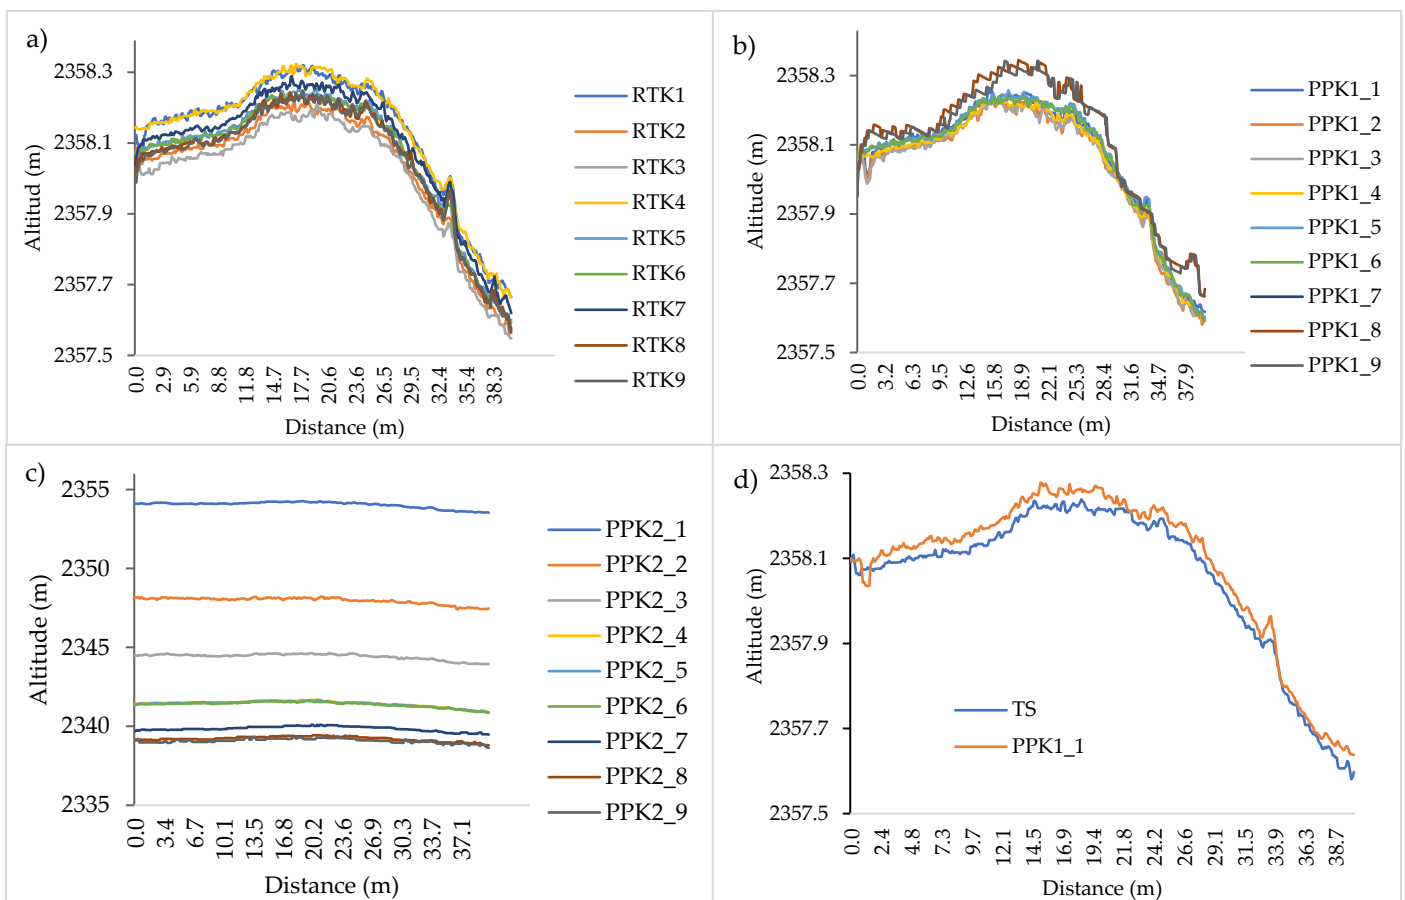 a)
Altitud (m)
2358.3
2358.1
2357.9
2357.7
2357.5
0.0 2.9 5.9 8.8 11.8 14.7 17.7 20.6 23.6 26.5 29.5 32.4 35.4 38.3
Distance (m)
RTK1
RTK2
RTK3
RTK4
RTK5
RTK6
RTK7
RTK8
RTK9
b)
Altitude (m)
2358.3
2358.1
2357.9
2357.7
2357.5
0.0 3.2 6.3 9.5 12.6 15.8 18.9 22.1 25.3 28.4 31.6 34.7 37.9
Distance (m)
PPK1_1
PPK1_2
PPK1_3
PPK1_4
PPK1_5
PPK1_6
PPK1_7
PPK1_8
PPK1_9
c)
Altitude (m)
2355
2350
2345
2340
2335
0.0 3.4 6.7 10.1 13.5 16.8 20.2 23.6 26.9 30.3 33.7 37.1
Distance (m)
PPK2_1
PPK2_2
PPK2_3
PPK2_4
PPK2_5
PPK2_6
PPK2_7
PPK2_8
PPK2_9
d)
Altitude (m)
2358.3
2358.1
2357.9
2357.7
2357.5
0.0 2.4 4.8 7.3 9.7 12.1 14.5 16.9 19.4 21.8 24.2 26.6 29.1 31.5 33.9 36.3 38.7
Distance (m)
TS
PPK1_1